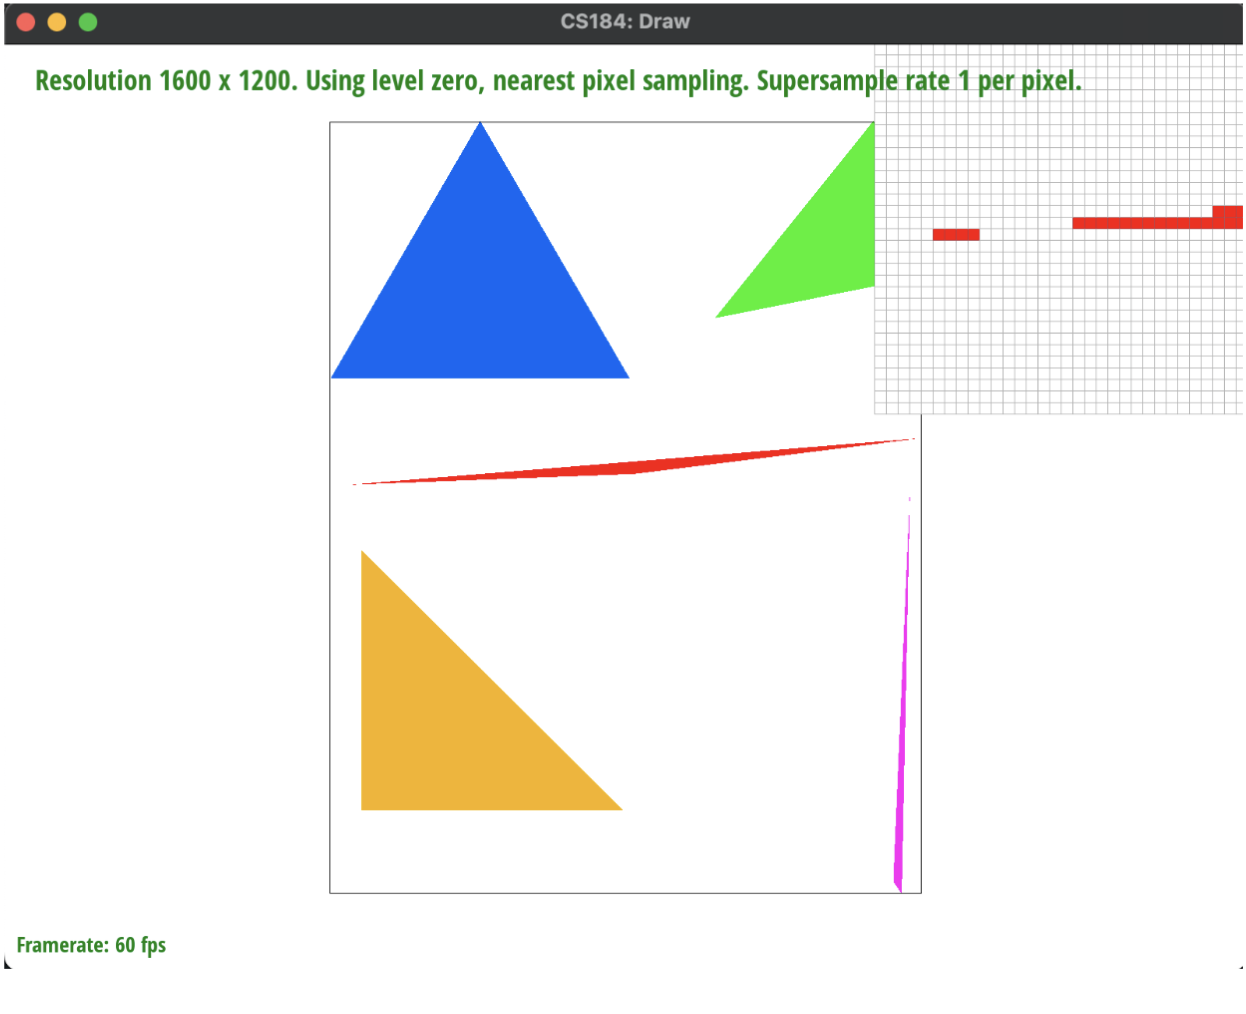 CS184: Draw
Resolution 1600 x 1200. Using level zero, nearest pixel sampling. Supersample rate 1 per pixel.
Framerate: 60 fps